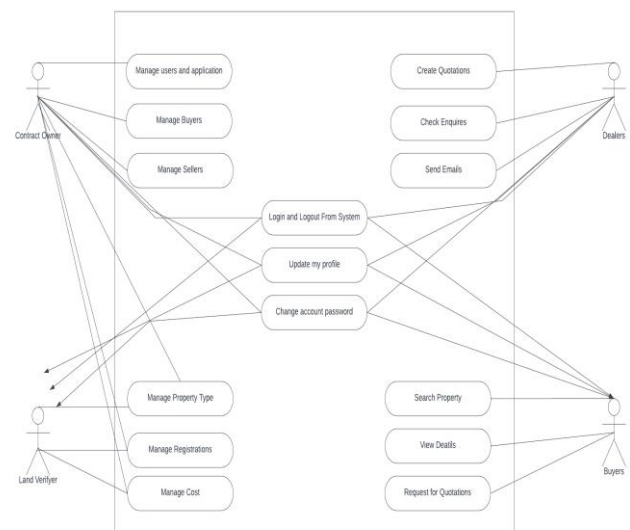 Manage users and application
Create Quotations
Manage Buyers
Check Enquires
Contract Owner
Dealers
Manage Sellers
Send Emails
Login and Logout From System
Update my profile
Change account password
Manage Property Type
Search Property
Manage Registrations
View Deatils
Land Verifyer
Buyers
Manage Cost
Request for Quotations